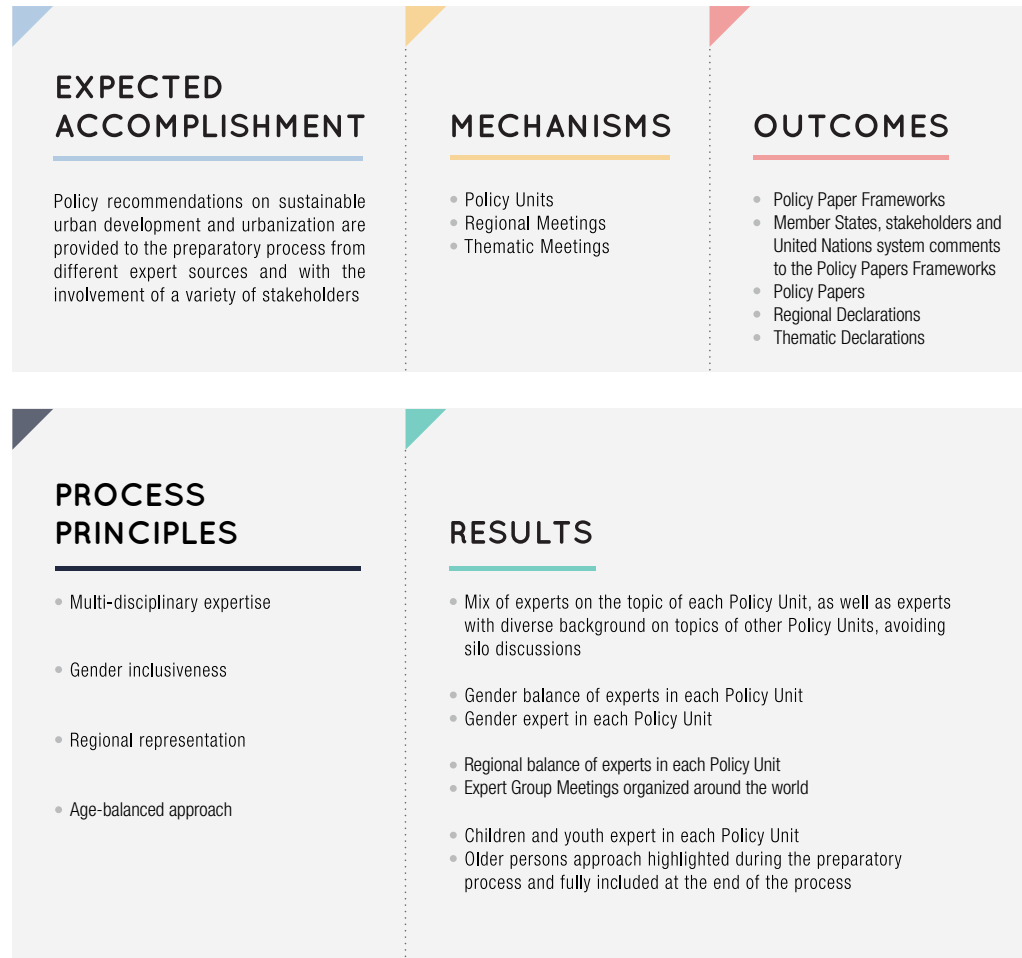 EXPECTED
ACCOMPLISHMENT
Policy recommendations on sustainable
urban development and urbanization are
provided to the preparatory process from
different expert sources and with the
involvement of a variety of stakeholders
MECHANISMS
• Policy Units
• Regional Meetings
• Thematic Meetings
OUTCOMES
• Policy Paper Frameworks
• Member States, stakeholders and
United Nations system comments
to the Policy Papers Frameworks
• Policy Papers
• Regional Declarations
• Thematic Declarations
PROCESS
PRINCIPLES
• Multi-disciplinary expertise
• Gender inclusiveness
• Regional representation
• Age-balanced approach
RESULTS
• Mix of experts on the topic of each Policy Unit, as well as experts
with diverse background on topics of other Policy Units, avoiding
silo discussions
• Gender balance of experts in each Policy Unit
• Gender expert in each Policy Unit
• Regional balance of experts in each Policy Unit
• Expert Group Meetings organized around the world
• Children and youth expert in each Policy Unit
• Older persons approach highlighted during the preparatory
process and fully included at the end of the process